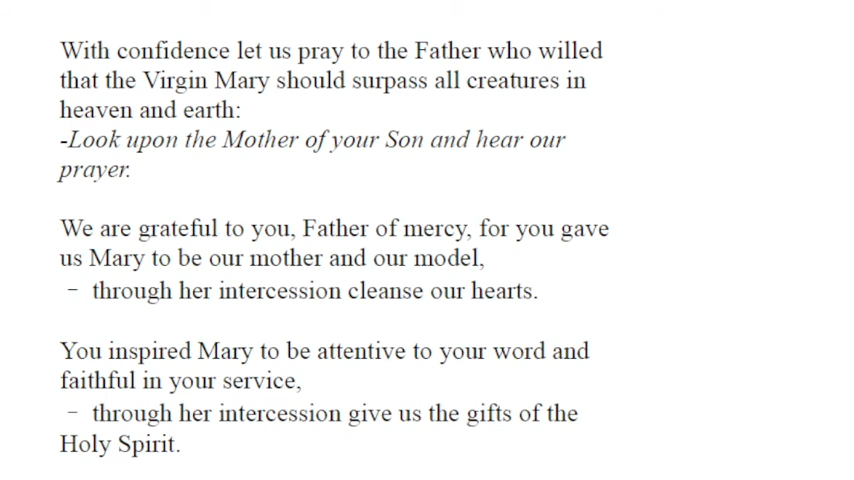 With confidence let us pray to the Father who willed
that the Virgin Mary should surpass all creatures in
heaven and earth:
-Look upon the Mother of your Son and hear our
prayer.
We are grateful to you, Father of mercy, for you gave
us Mary to be our mother and our model,
- through her intercession cleanse our hearts.
You inspired Mary to be attentive to your word and
faithful in your service,
- through her intercession give us the gifts of the
Holy Spirit.